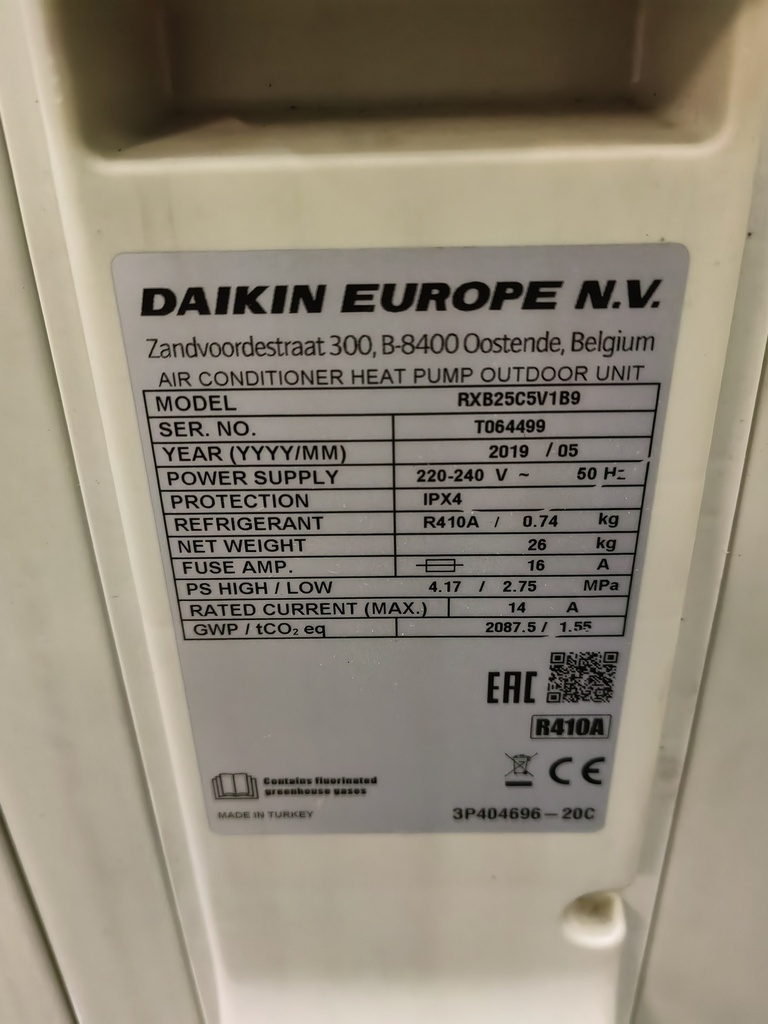 DAIKIN EUROPE N.V.
Zandvoordestraat 300, B-8400 Oostende, Belgium
AIR CONDITIONER HEAT PUMP OUTDOOR UNIT
MODEL RXB25C5V1B9
SER. NO. T064499
YEAR (YYYY/MM) 2019 / 05
POWER SUPPLY 220-240 V ~ 50 Hz
PROTECTION IPX4
REFRIGERANT R410A / 0.74 kg
NET WEIGHT 26 kg
FUSE AMP. 16 A
PS HIGH / LOW 4.17 / 2.75 MPa
RATED CURRENT (MAX.) 14 A
GWP / tCO₂ eq 2087.5 / 1.55
EAC
R410A
CE
Contains fluorinated
greenhouse gases
MADE IN TURKEY
3P404696-20C